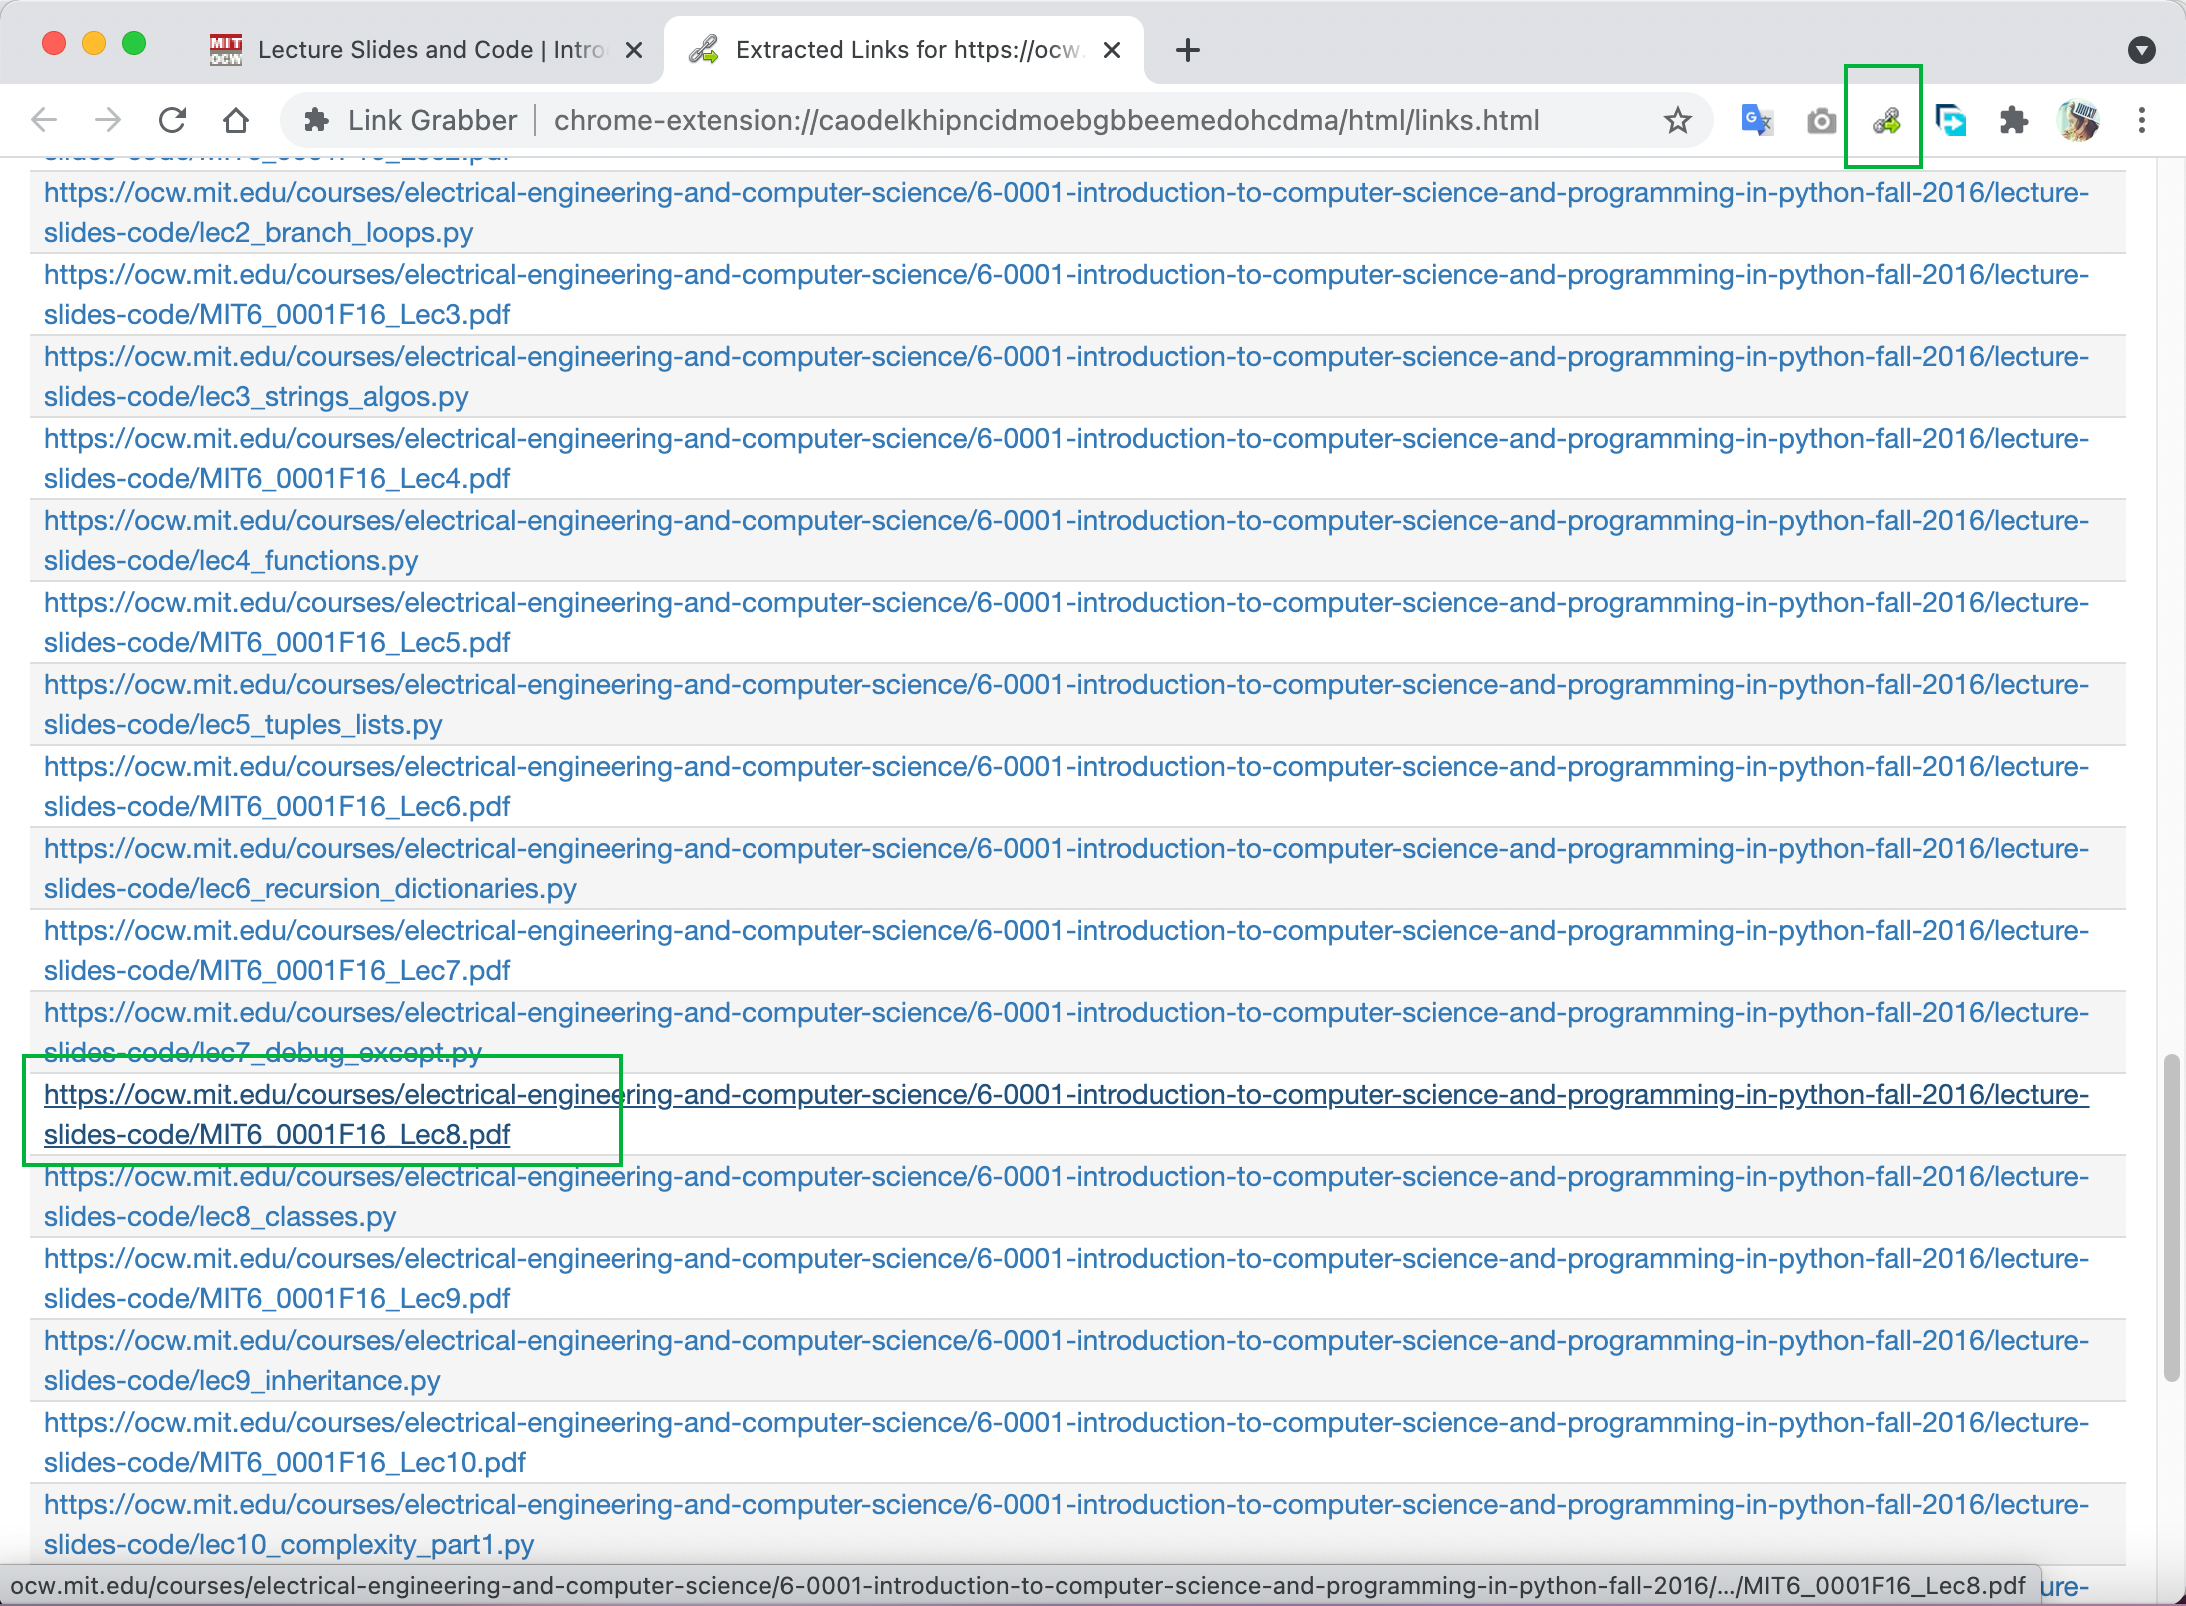 MIT OCW
Lecture Slides and Code | Intro
Extracted Links for https://ocw.
Link Grabber
chrome-extension://caodelkhipncidmoebgbbeemedohcdma/html/links.html
slides-code/MIT6_0001F16_Lec2.pdf
https://ocw.mit.edu/courses/electrical-engineering-and-computer-science/6-0001-introduction-to-computer-science-and-programming-in-python-fall-2016/lecture-
slides-code/lec2_branch_loops.py
https://ocw.mit.edu/courses/electrical-engineering-and-computer-science/6-0001-introduction-to-computer-science-and-programming-in-python-fall-2016/lecture-
slides-code/MIT6_0001F16_Lec3.pdf
https://ocw.mit.edu/courses/electrical-engineering-and-computer-science/6-0001-introduction-to-computer-science-and-programming-in-python-fall-2016/lecture-
slides-code/lec3_strings_algos.py
https://ocw.mit.edu/courses/electrical-engineering-and-computer-science/6-0001-introduction-to-computer-science-and-programming-in-python-fall-2016/lecture-
slides-code/MIT6_0001F16_Lec4.pdf
https://ocw.mit.edu/courses/electrical-engineering-and-computer-science/6-0001-introduction-to-computer-science-and-programming-in-python-fall-2016/lecture-
slides-code/lec4_functions.py
https://ocw.mit.edu/courses/electrical-engineering-and-computer-science/6-0001-introduction-to-computer-science-and-programming-in-python-fall-2016/lecture-
slides-code/MIT6_0001F16_Lec5.pdf
https://ocw.mit.edu/courses/electrical-engineering-and-computer-science/6-0001-introduction-to-computer-science-and-programming-in-python-fall-2016/lecture-
slides-code/lec5_tuples_lists.py
https://ocw.mit.edu/courses/electrical-engineering-and-computer-science/6-0001-introduction-to-computer-science-and-programming-in-python-fall-2016/lecture-
slides-code/MIT6_0001F16_Lec6.pdf
https://ocw.mit.edu/courses/electrical-engineering-and-computer-science/6-0001-introduction-to-computer-science-and-programming-in-python-fall-2016/lecture-
slides-code/lec6_recursion_dictionaries.py
https://ocw.mit.edu/courses/electrical-engineering-and-computer-science/6-0001-introduction-to-computer-science-and-programming-in-python-fall-2016/lecture-
slides-code/MIT6_0001F16_Lec7.pdf
https://ocw.mit.edu/courses/electrical-engineering-and-computer-science/6-0001-introduction-to-computer-science-and-programming-in-python-fall-2016/lecture-
slides-code/lec7_debug_except.py
https://ocw.mit.edu/courses/electrical-engineering-and-computer-science/6-0001-introduction-to-computer-science-and-programming-in-python-fall-2016/lecture-
slides-code/MIT6_0001F16_Lec8.pdf
https://ocw.mit.edu/courses/electrical-engineering-and-computer-science/6-0001-introduction-to-computer-science-and-programming-in-python-fall-2016/lecture-
slides-code/lec8_classes.py
https://ocw.mit.edu/courses/electrical-engineering-and-computer-science/6-0001-introduction-to-computer-science-and-programming-in-python-fall-2016/lecture-
slides-code/MIT6_0001F16_Lec9.pdf
https://ocw.mit.edu/courses/electrical-engineering-and-computer-science/6-0001-introduction-to-computer-science-and-programming-in-python-fall-2016/lecture-
slides-code/lec9_inheritance.py
https://ocw.mit.edu/courses/electrical-engineering-and-computer-science/6-0001-introduction-to-computer-science-and-programming-in-python-fall-2016/lecture-
slides-code/MIT6_0001F16_Lec10.pdf
https://ocw.mit.edu/courses/electrical-engineering-and-computer-science/6-0001-introduction-to-computer-science-and-programming-in-python-fall-2016/lecture-
slides-code/lec10_complexity_part1.py
ocw.mit.edu/courses/electrical-engineering-and-computer-science/6-0001-introduction-to-computer-science-and-programming-in-python-fall-2016/.../MIT6_0001F16_Lec8.pdf
ure-